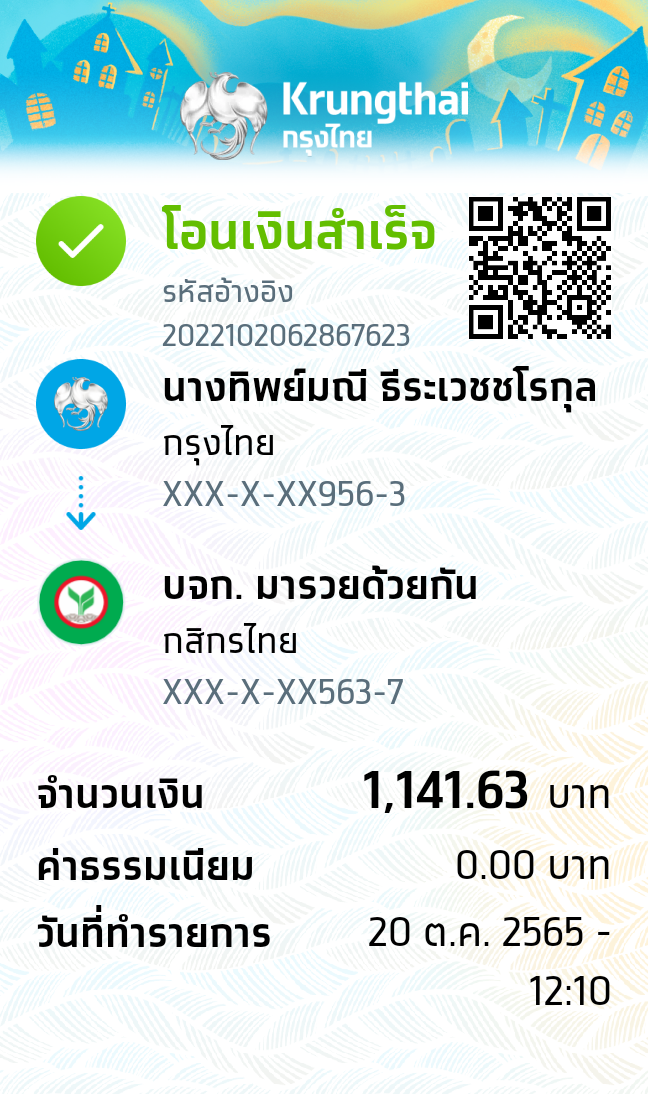 Krungthai
กรุงไทย
โอนเงินสำเร็จ
รหัสอ้างอิง
2022102062867623
นางทิพย์มณี ธีระเวชชโรกุล
กรุงไทย
XXX-X-XX956-3
บจก. มารวยด้วยกัน
กสิกรไทย
XXX-X-XX563-7
จำนวนเงิน 1,141.63 บาท
ค่าธรรมเนียม 0.00 บาท
วันที่ทำรายการ 20 ต.ค. 2565 -
12:10